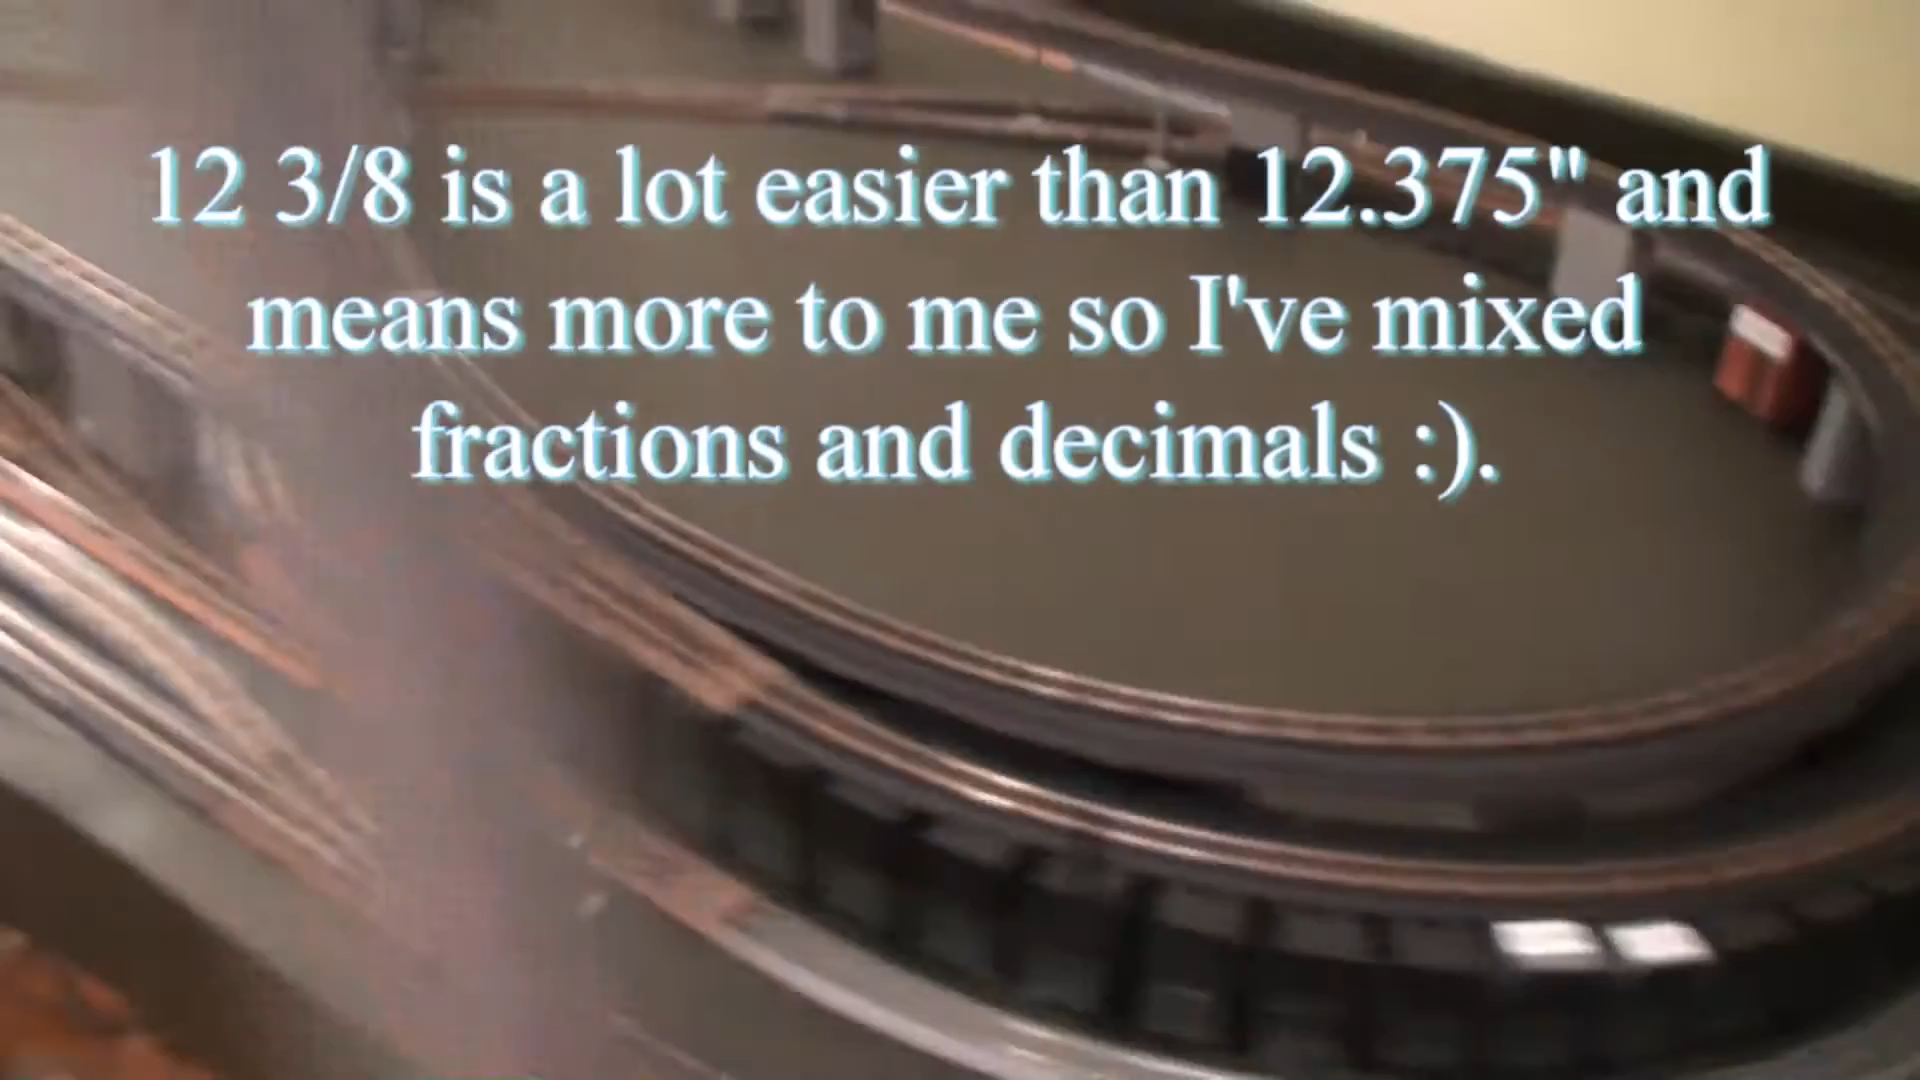 12 3/8 is a lot easier than 12.375" and
means more to me so I've mixed
fractions and decimals :).